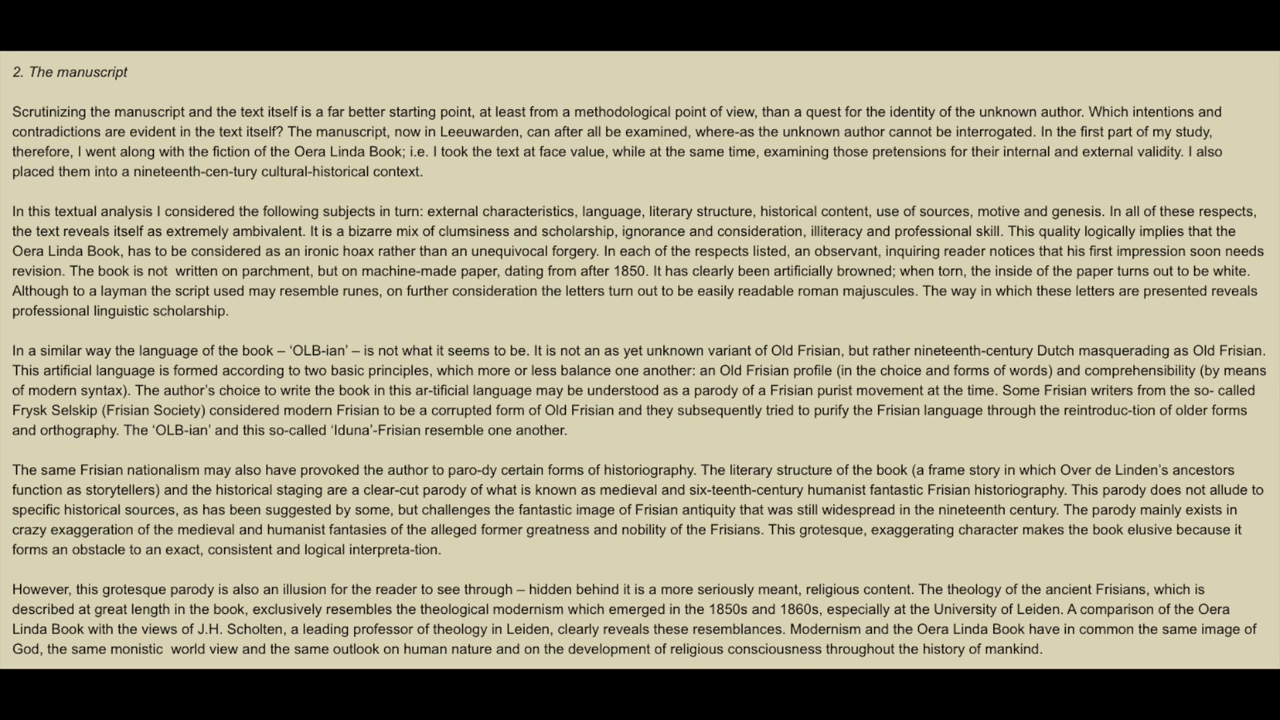 2. The manuscript
Scrutinizing the manuscript and the text itself is a far better starting point, at least from a methodological point of view, than a quest for the identity of the unknown author. Which intentions and
contradictions are evident in the text itself? The manuscript, now in Leeuwarden, can after all be examined, where-as the unknown author cannot be interrogated. In the first part of my study,
therefore, I went along with the fiction of the Oera Linda Book; i.e. I took the text at face value, while at the same time, examining those pretensions for their internal and external validity. I also
placed them into a nineteenth-cen-tury cultural-historical context.
In this textual analysis I considered the following subjects in turn: external characteristics, language, literary structure, historical content, use of sources, motive and genesis. In all of these respects,
the text reveals itself as extremely ambivalent. It is a bizarre mix of clumsiness and scholarship, ignorance and consideration, illiteracy and professional skill. This quality logically implies that the
Oera Linda Book, has to be considered as an ironic hoax rather than an unequivocal forgery. In each of the respects listed, an observant, inquiring reader notices that his first impression soon needs
revision. The book is not  written on parchment, but on machine-made paper, dating from after 1850. It has clearly been artificially browned; when torn, the inside of the paper turns out to be white.
Although to a layman the script used may resemble runes, on further consideration the letters turn out to be easily readable roman majuscules. The way in which these letters are presented reveals
professional linguistic scholarship.
In a similar way the language of the book – ‘OLB-ian’ – is not what it seems to be. It is not an as yet unknown variant of Old Frisian, but rather nineteenth-century Dutch masquerading as Old Frisian.
This artificial language is formed according to two basic principles, which more or less balance one another: an Old Frisian profile (in the choice and forms of words) and comprehensibility (by means
of modern syntax). The author’s choice to write the book in this ar-tificial language may be understood as a parody of a Frisian purist movement at the time. Some Frisian writers from the so- called
Frysk Selskip (Frisian Society) considered modern Frisian to be a corrupted form of Old Frisian and they subsequently tried to purify the Frisian language through the reintroduc-tion of older forms
and orthography. The ‘OLB-ian’ and this so-called ‘Iduna’-Frisian resemble one another.
The same Frisian nationalism may also have provoked the author to paro-dy certain forms of historiography. The literary structure of the book (a frame story in which Over de Linden’s ancestors
function as storytellers) and the historical staging are a clear-cut parody of what is known as medieval and six-teenth-century humanist fantastic Frisian historiography. This parody does not allude to
specific historical sources, as has been suggested by some, but challenges the fantastic image of Frisian antiquity that was still widespread in the nineteenth century. The parody mainly exists in
crazy exaggeration of the medieval and humanist fantasies of the alleged former greatness and nobility of the Frisians. This grotesque, exaggerating character makes the book elusive because it
forms an obstacle to an exact, consistent and logical interpreta-tion.
However, this grotesque parody is also an illusion for the reader to see through – hidden behind it is a more seriously meant, religious content. The theology of the ancient Frisians, which is
described at great length in the book, exclusively resembles the theological modernism which emerged in the 1850s and 1860s, especially at the University of Leiden. A comparison of the Oera
Linda Book with the views of J.H. Scholten, a leading professor of theology in Leiden, clearly reveals these resemblances. Modernism and the Oera Linda Book have in common the same image of
God, the same monistic  world view and the same outlook on human nature and on the development of religious consciousness throughout the history of mankind.